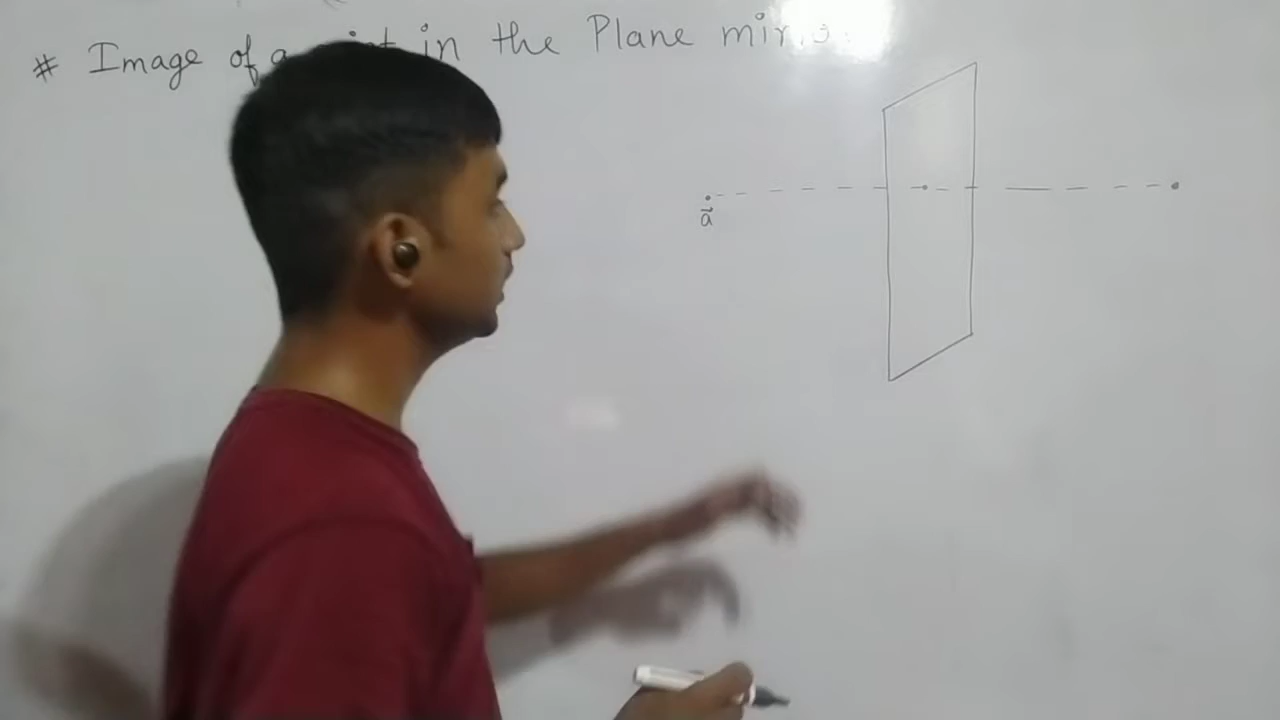 # Image of a in the Plane
a⃗